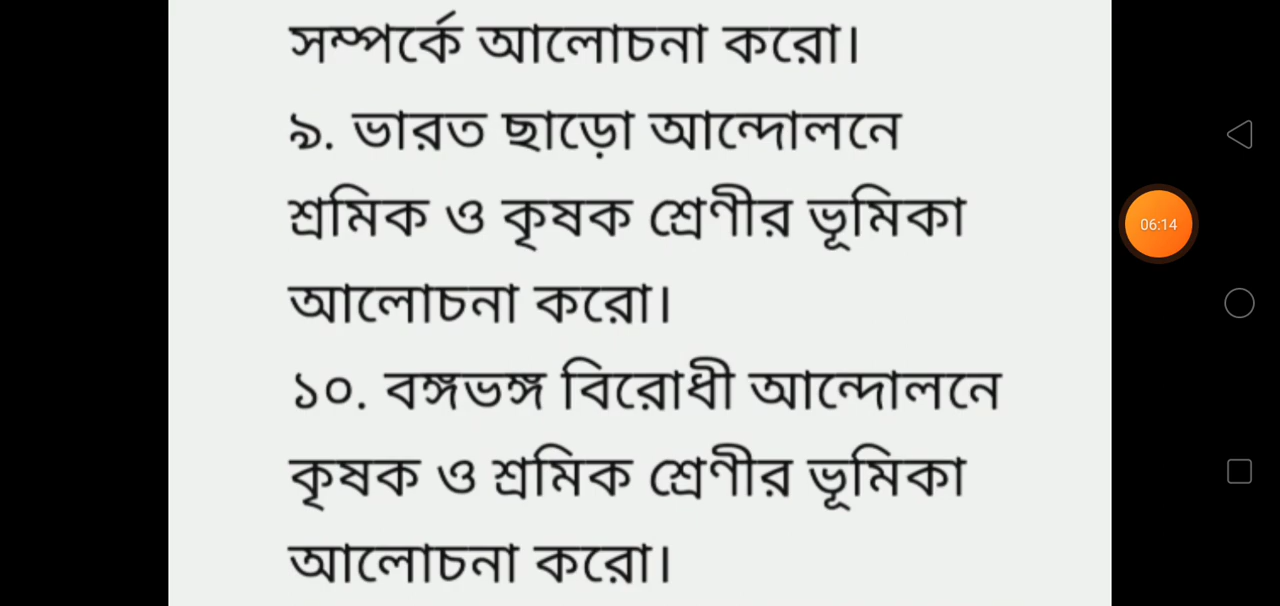 সম্পর্কে আলোচনা করো।
৯. ভারত ছাড়ো আন্দোলনে
শ্রমিক ও কৃষক শ্রেণীর ভূমিকা
আলোচনা করো।
১০. বঙ্গভঙ্গ বিরোধী আন্দোলনে
কৃষক ও শ্রমিক শ্রেণীর ভূমিকা
আলোচনা করো।
06:14